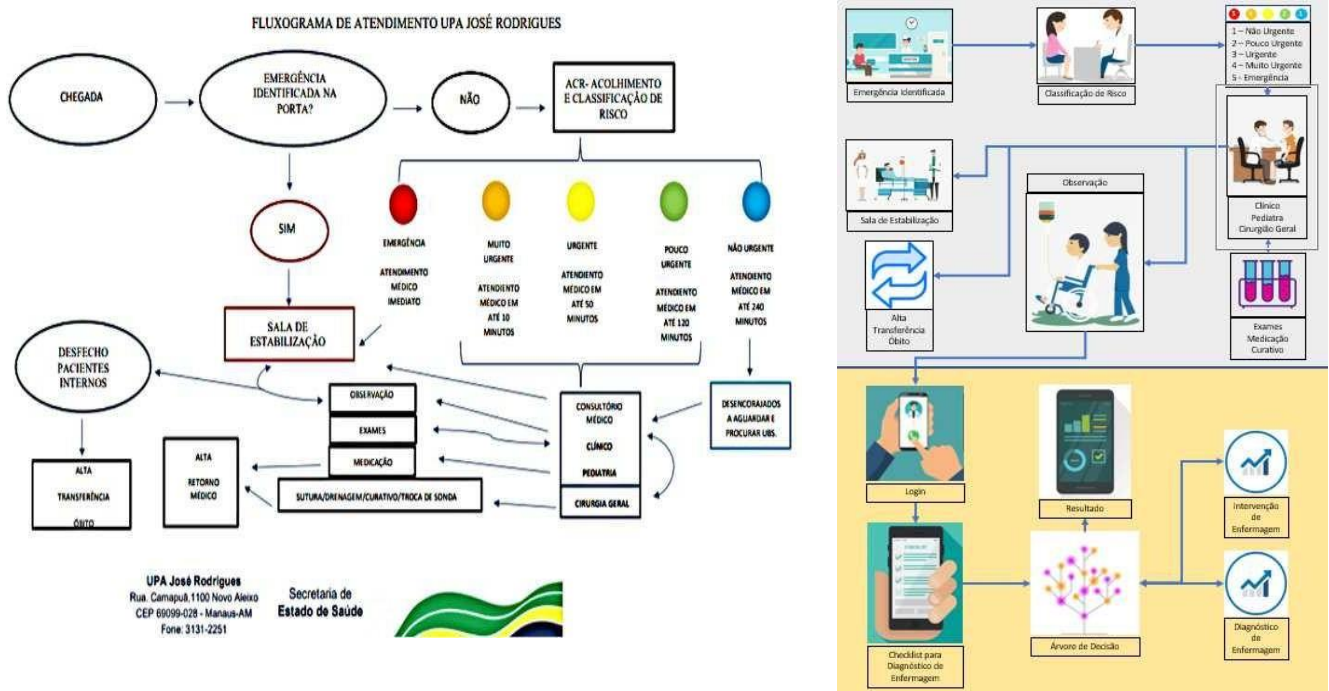 FLUXOGRAMA DE ATENDIMENTO UPA JOSÉ RODRIGUES
CHEGADA
EMERGÊNCIA
IDENTIFICADA NA
PORTA?
NÃO
ACR- ACOLHIMENTO
E CLASSIFICAÇÃO DE
RISCO
SIM
EMERGÊNCIA
ATENDIMENTO
MÉDICO
IMEDIATO
MUITO
URGENTE
ATENDIENTO
MÉDICO EM
ATÉ 10
MINUTOS
URGENTE
ATENDIENTO
MÉDICO EM
ATÉ 50
MINUTOS
POUCO
URGENTE
ATENDIENTO
MÉDICO EM
ATÉ 120
MINUTOS
NÃO URGENTE
ATENDIENTO
MÉDICO EM
ATÉ 240
MINUTOS
SALA DE
ESTABILIZAÇÃO
DESFECHO
PACIENTES
INTERNOS
OBSERVAÇÃO
EXAMES
MEDICAÇÃO
SUTURA/DRENAGEM/CURATIVO/TROCA DE SONDA
CONSULTÓRIO
MÉDICO
CLÍNICO
PEDIATRIA
CIRURGIA GERAL
DESENCORAJADOS
A AGUARDAR E
PROCURAR UBS.
ALTA
TRANSFERÊNCIA
ÓBITO
ALTA
RETORNO
MÉDICO
UPA José Rodrigues
Rua. Camapuã,1100 Novo Aleixo
CEP 69099-028 - Manaus-AM
Fone: 3131-2251
Secretaria de
Estado de Saúde
Emergência Identificada
Classificação de Risco
1 – Não Urgente
2 – Pouco Urgente
3 – Urgente
4 – Muito Urgente
5 - Emergência
Sala de Estabilização
Observação
Clínico
Pediatra
Cirurgião Geral
Alta
Transferência
Óbito
Exames
Medicação
Curativo
Login
Resultado
Intervenção
de
Enfermagem
Checklist para
Diagnóstico de
Enfermagem
Árvore de Decisão
Diagnóstico
de
Enfermagem